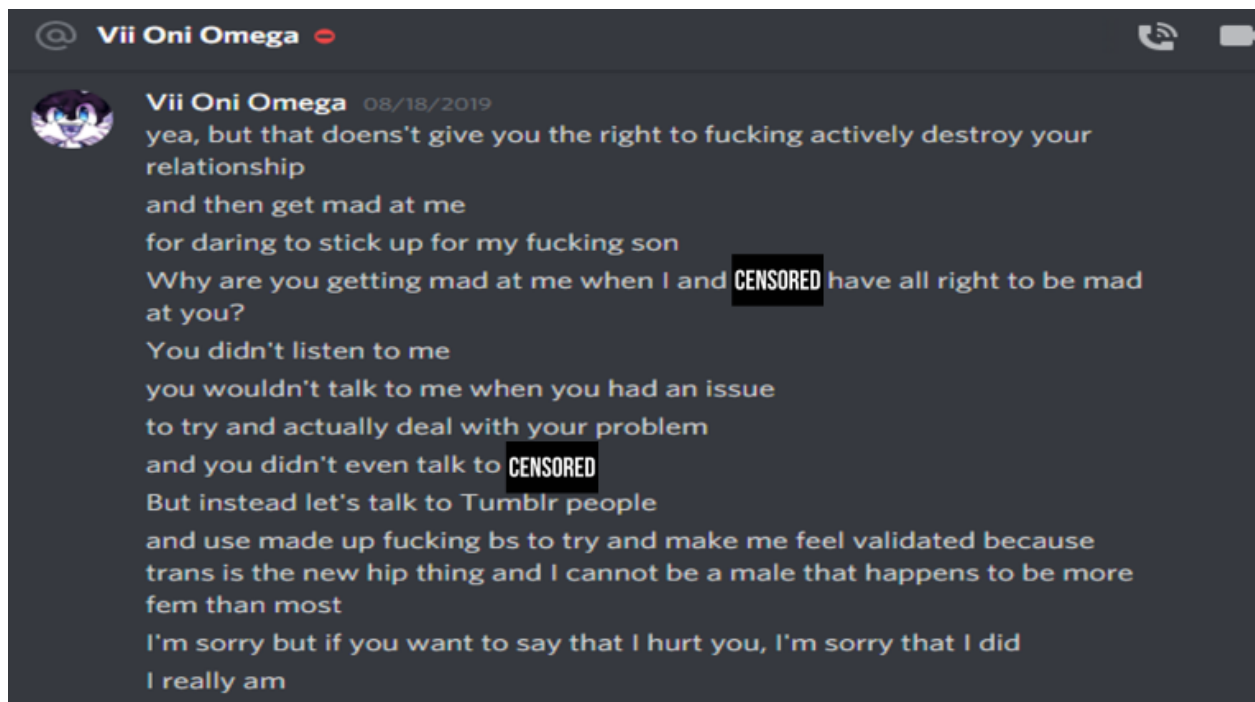 @ Vii Oni Omega
Vii Oni Omega 08/18/2019
yea, but that doens't give you the right to fucking actively destroy your
relationship
and then get mad at me
for daring to stick up for my fucking son
Why are you getting mad at me when I and CENSORED have all right to be mad
at you?
You didn't listen to me
you wouldn't talk to me when you had an issue
to try and actually deal with your problem
and you didn't even talk to CENSORED
But instead let's talk to Tumblr people
and use made up fucking bs to try and make me feel validated because
trans is the new hip thing and I cannot be a male that happens to be more
fem than most
I'm sorry but if you want to say that I hurt you, I'm sorry that I did
I really am